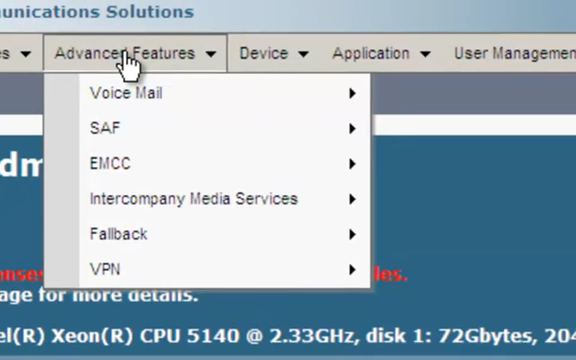 unications Solutions
es Advanced Features Device Application User Managemen
Voice Mail
SAF
EMCC
Intercompany Media Services
Fallback
VPN
dm
nses les.
age for more details.
el(R) Xeon(R) CPU 5140 @ 2.33GHz, disk 1: 72Gbytes, 204